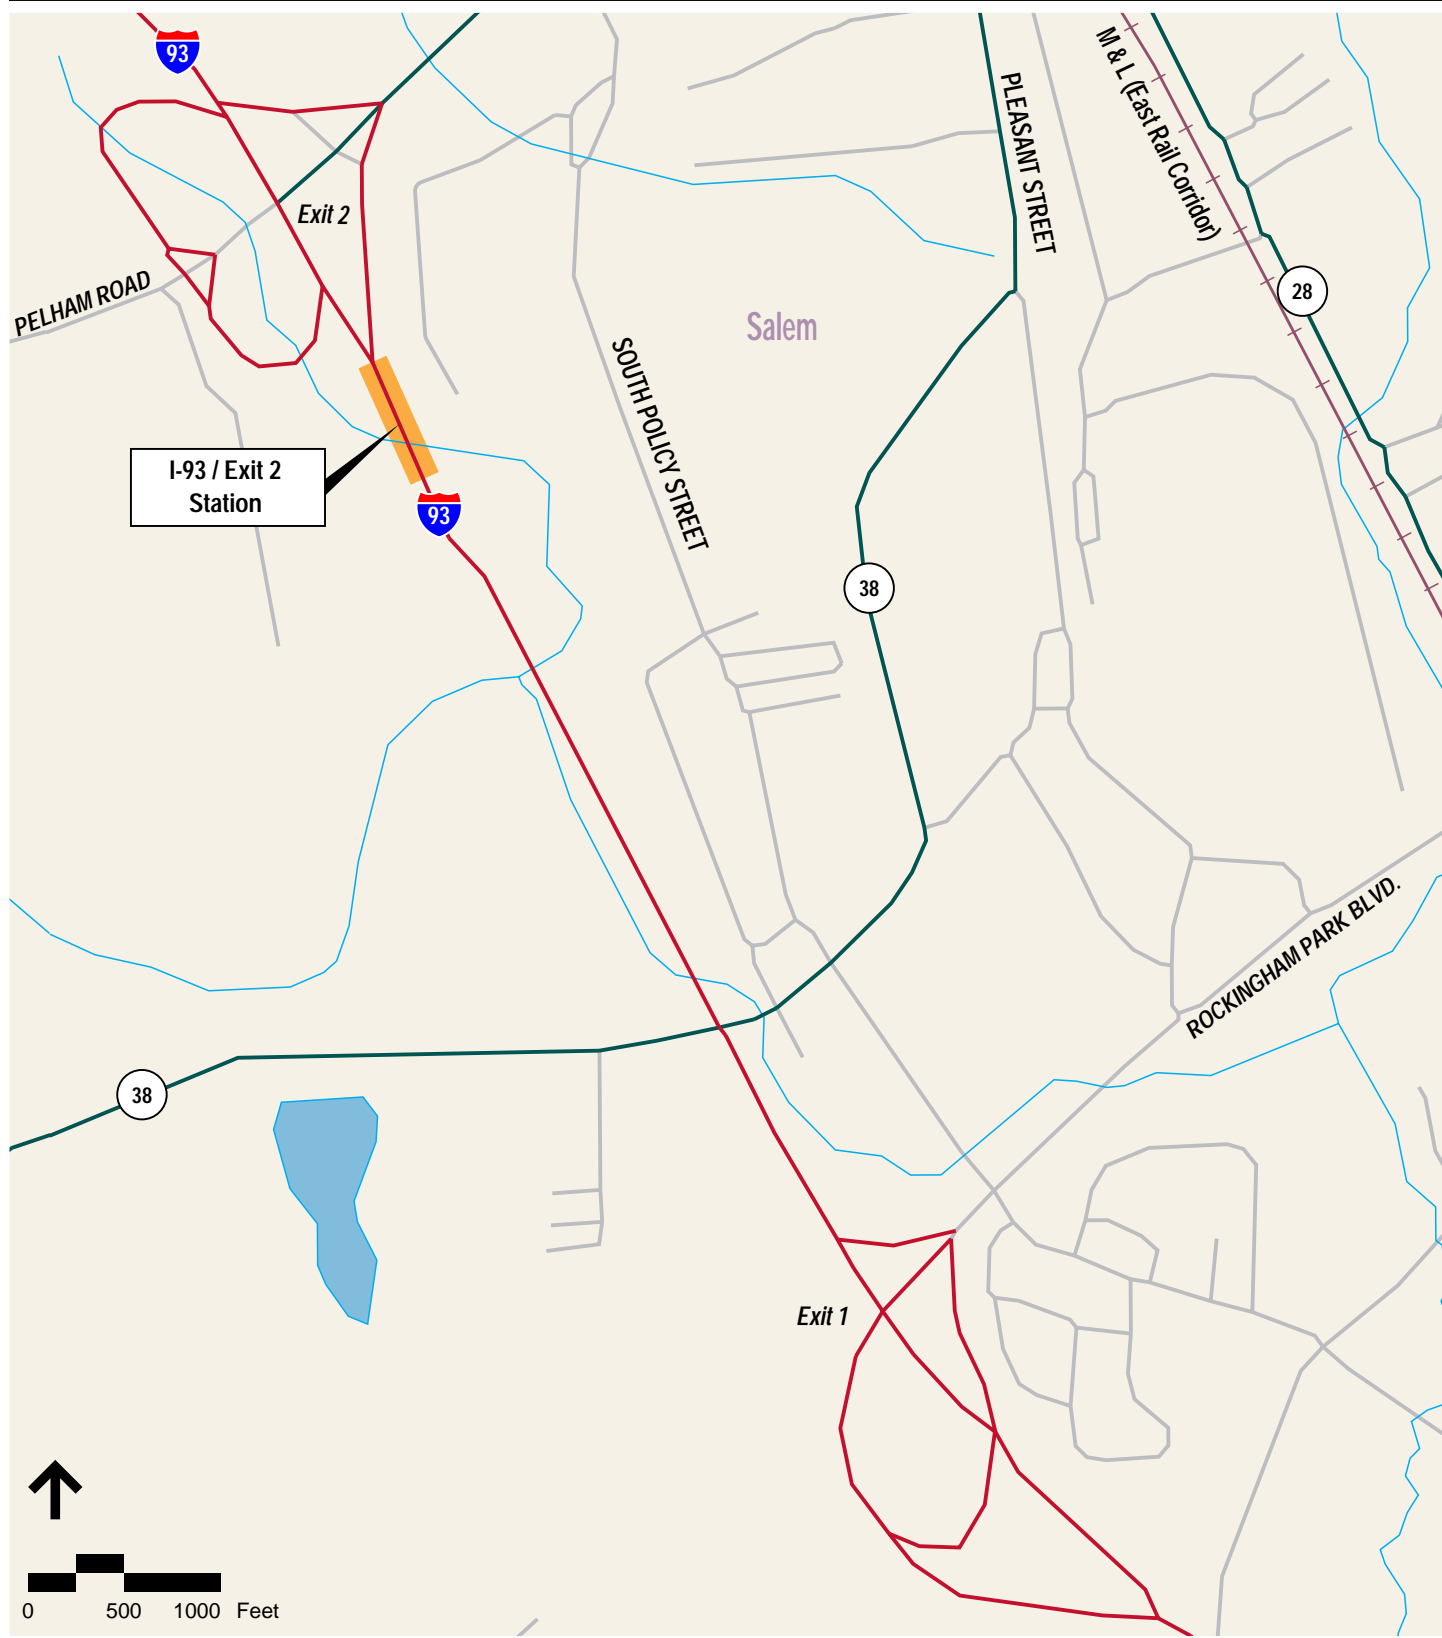 93
M & L (East Rail Corridor)
PLEASANT STREET
Exit 2
PELHAM ROAD
28
Salem
SOUTH POLICY STREET
I-93 / Exit 2
Station
93
38
ROCKINGHAM PARK BLVD.
38
Exit 1
0 500 1000 Feet